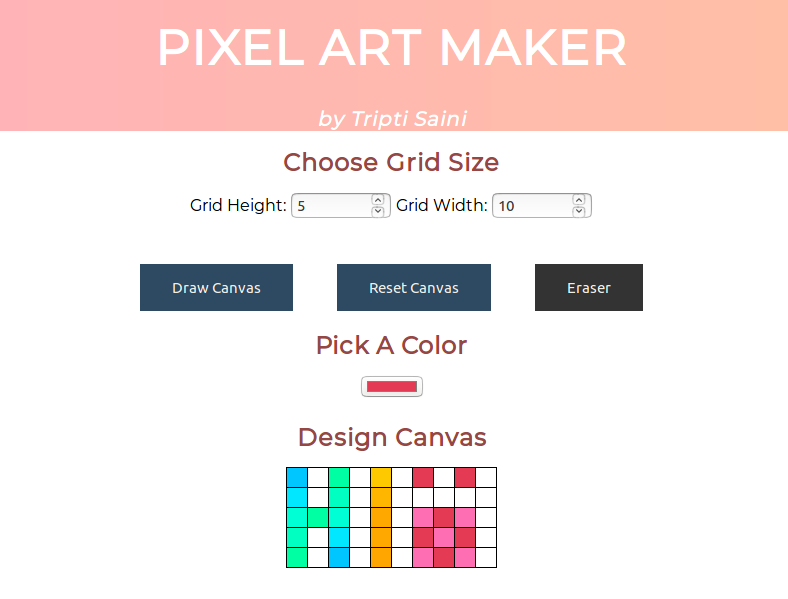 PIXEL ART MAKER
by Tripti Saini
Choose Grid Size
Grid Height: 5 Grid Width: 10
Draw Canvas Reset Canvas Eraser
Pick A Color
Design Canvas
HI